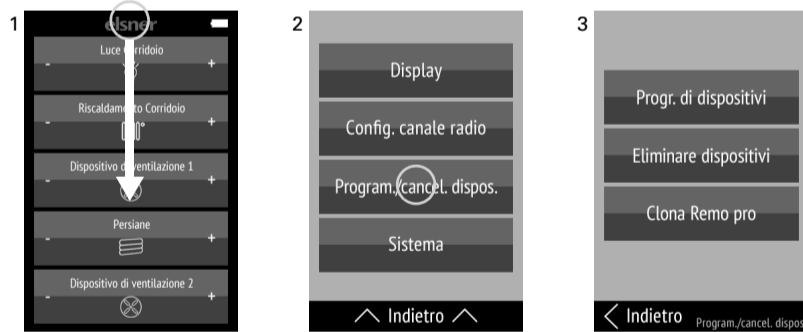 1
elsner
Luce Corridoio
- +
Riscaldamento Corridoio
- +
Dispositivo di ventilazione 1
- +
Persiane
- +
Dispositivo di ventilazione 2
- +
2
Display
Config. canale radio
Program./cancel. dispos.
Sistema
Indietro
3
Progr. di dispositivi
Eliminare dispositivi
Clona Remo pro
Indietro
Program./cancel. dispos